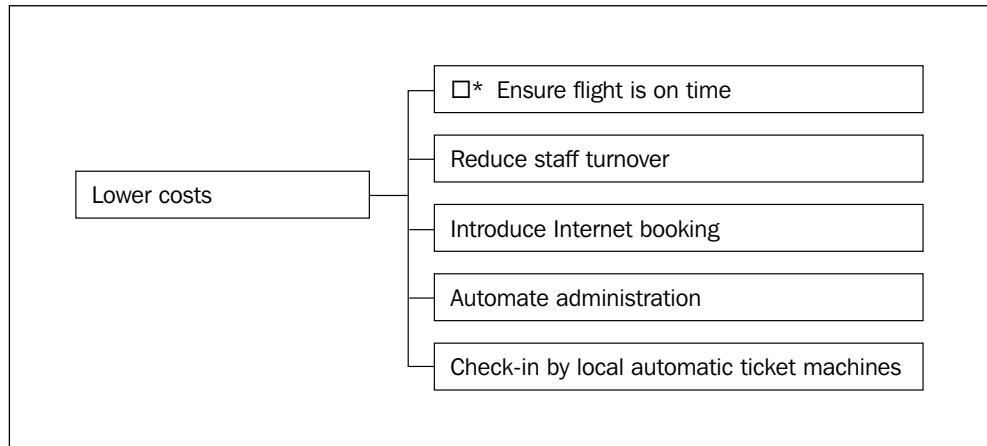 Lower costs
□* Ensure flight is on time
Reduce staff turnover
Introduce Internet booking
Automate administration
Check-in by local automatic ticket machines